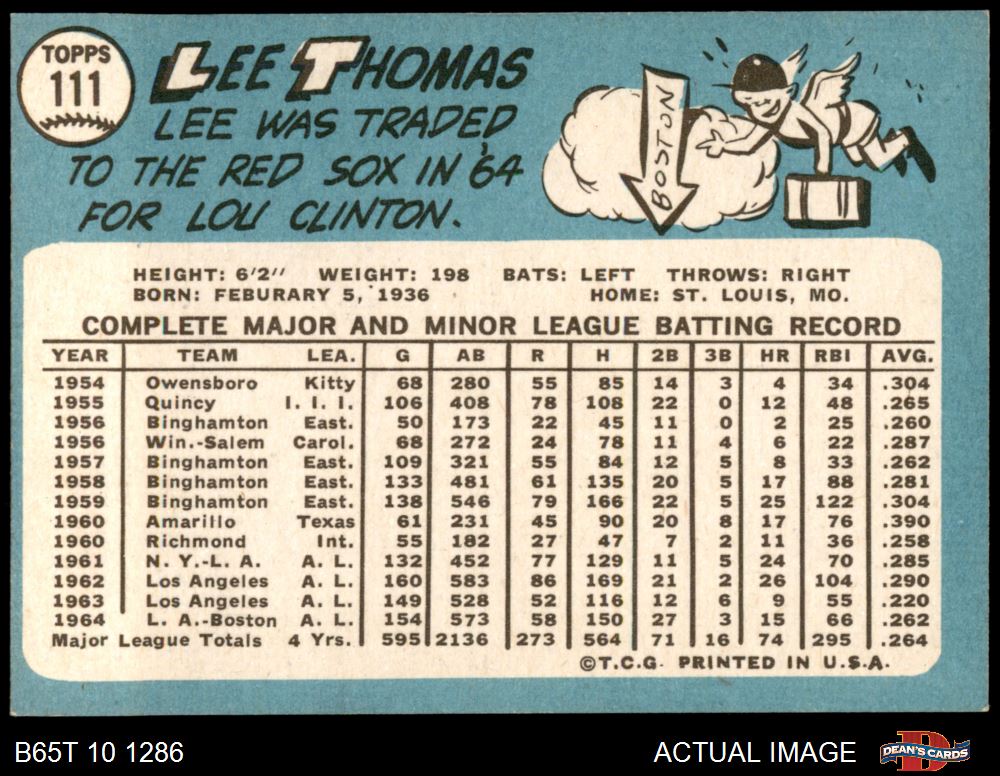 TOPPS
111
LEE THOMAS
LEE WAS TRADED
TO THE RED SOX IN '64
FOR LOU CLINTON.
BOSTON
HEIGHT: 6'2" WEIGHT: 198 BATS: LEFT THROWS: RIGHT
BORN: FEBURARY 5, 1936 HOME: ST. LOUIS, MO.
COMPLETE MAJOR AND MINOR LEAGUE BATTING RECORD
YEAR TEAM LEA. G AB R H 2B 3B HR RBI AVG.
1954 Owensboro Kitty 68 280 55 85 14 3 4 34 .304
1955 Quincy I. I. I. 106 408 78 108 22 0 12 48 .265
1956 Binghamton East. 50 173 22 45 11 0 2 25 .260
1956 Win.-Salem Carol. 68 272 24 78 11 4 6 22 .287
1957 Binghamton East. 109 321 55 84 12 5 8 33 .262
1958 Binghamton East. 133 481 61 135 20 5 17 88 .281
1959 Binghamton East. 138 546 79 166 22 5 25 122 .304
1960 Amarillo Texas 61 231 45 90 20 8 17 76 .390
1960 Richmond Int. 55 182 27 47 7 2 11 36 .258
1961 N. Y.-L. A. A. L. 132 452 77 129 11 5 24 70 .285
1962 Los Angeles A. L. 160 583 86 169 21 2 26 104 .290
1963 Los Angeles A. L. 149 528 52 116 12 6 9 55 .220
1964 L. A.-Boston A. L. 154 573 58 150 27 3 15 66 .262
Major League Totals 4 Yrs. 595 2136 273 564 71 16 74 295 .264
©T.C.G. PRINTED IN U.S.A.
B65T 10 1286 ACTUAL IMAGE DEAN'S CARDS